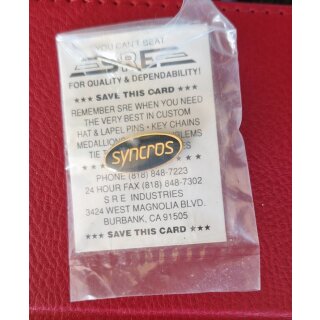 YOU CAN'T BEAT
SRE
FOR QUALITY & DEPENDABILITY!
★★★ SAVE THIS CARD ★★★
REMEMBER SRE WHEN YOU NEED
THE VERY BEST IN CUSTOM
HAT & LAPEL PINS • KEY CHAINS
MEDALLIONS
TIE
syncros
PHONE (818) 848-7223
24 HOUR FAX (818) 848-7302
S R E INDUSTRIES
3424 WEST MAGNOLIA BLVD.
BURBANK, CA 91505
★★★ SAVE THIS CARD ★★★